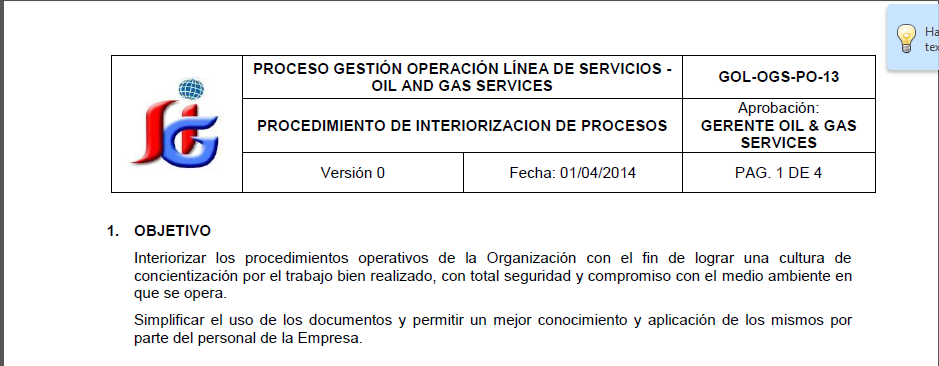 PROCESO GESTIÓN OPERACIÓN LÍNEA DE SERVICIOS -
OIL AND GAS SERVICES
GOL-OGS-PO-13
PROCEDIMIENTO DE INTERIORIZACION DE PROCESOS
Aprobación:
GERENTE OIL & GAS
SERVICES
Versión 0
Fecha: 01/04/2014
PAG. 1 DE 4
SiG
1. OBJETIVO
Interiorizar los procedimientos operativos de la Organización con el fin de lograr una cultura de
concientización por el trabajo bien realizado, con total seguridad y compromiso con el medio ambiente en
que se opera.
Simplificar el uso de los documentos y permitir un mejor conocimiento y aplicación de los mismos por
parte del personal de la Empresa.